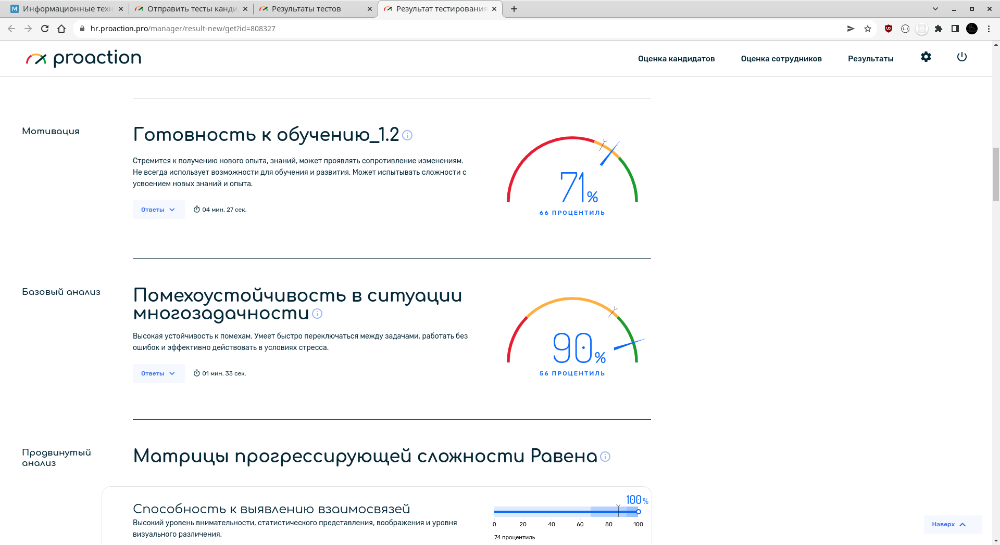 Информационные техн
Отправить тесты канди
Результаты тестов
Результат тестирования
hr.proaction.pro/manager/result-new/get?id=808327
proaction
Оценка кандидатов
Оценка сотрудников
Результаты
Мотивация
Готовность к обучению_1.2
Стремится к получению нового опыта, знаний, может проявлять сопротивление изменениям.
Не всегда использует возможности для обучения и развития. Может испытывать сложности с
усвоением новых знаний и опыта.
Ответы
04 мин. 27 сек.
71%
66 ПРОЦЕНТИЛЬ
Базовый анализ
Помехоустойчивость в ситуации
многозадачности
Высокая устойчивость к помехам. Умеет быстро переключаться между задачами, работать без
ошибок и эффективно действовать в условиях стресса.
Ответы
01 мин. 33 сек.
90%
56 ПРОЦЕНТИЛЬ
Продвинутый
анализ
Матрицы прогрессирующей сложности Равена
Способность к выявлению взаимосвязей
Высокий уровень внимательности, статистического представления, воображения и уровня
визуального различения.
100%
0 20 40 60 80 100
74 процентиль
Наверх